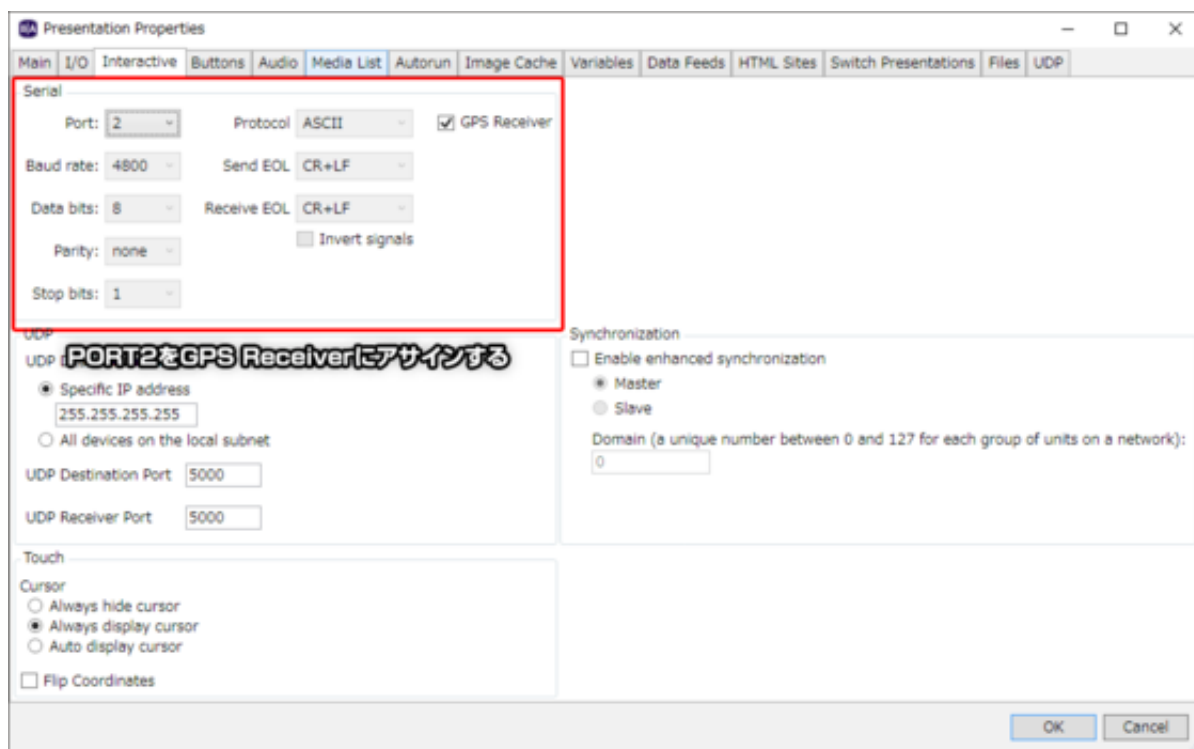 BA Presentation Properties
Main I/O Interactive Buttons Audio Media List Autorun Image Cache Variables Data Feeds HTML Sites Switch Presentations Files UDP
Serial
Port: 2 Protocol ASCII GPS Receiver
Baud rate: 4800 Send EOL CR+LF
Data bits: 8 Receive EOL CR+LF
Invert signals
Parity: none
Stop bits: 1
UDP
PORT2をGPS Receiverにアサインする
UDP
Specific IP address
255.255.255.255
All devices on the local subnet
UDP Destination Port 5000
UDP Receiver Port 5000
Synchronization
Enable enhanced synchronization
Master
Slave
Domain (a unique number between 0 and 127 for each group of units on a network):
0
Touch
Cursor
Always hide cursor
Always display cursor
Auto display cursor
Flip Coordinates
OK Cancel